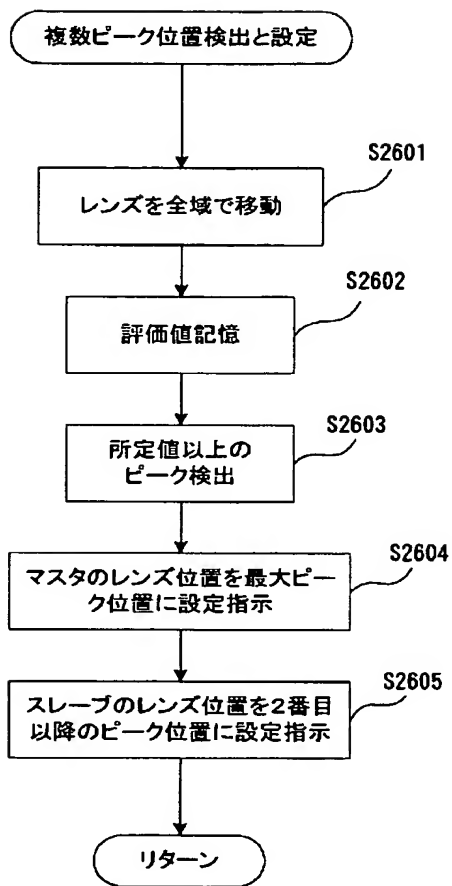 複数ピーク位置検出と設定
S2601
レンズを全域で移動
S2602
評価値記憶
S2603
所定値以上の
ピーク検出
S2604
マスタのレンズ位置を最大ピー
ク位置に設定指示
S2605
スレーブのレンズ位置を2番目
以降のピーク位置に設定指示
リターン